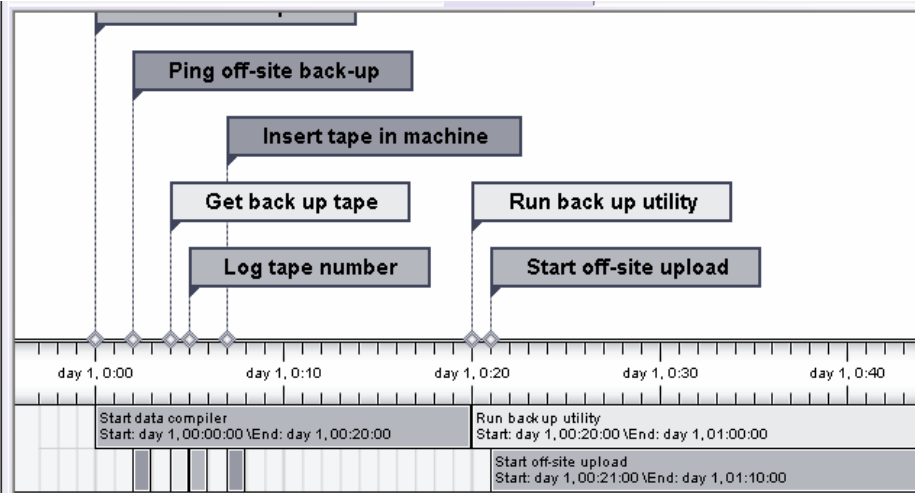 Ping off-site back-up
Insert tape in machine
Get back up tape
Run back up utility
Log tape number
Start off-site upload
day 1, 0:00
day 1, 0:10
day 1, 0:20
day 1, 0:30
day 1, 0:40
Start data compiler
Start: day 1, 00:00:00 \End: day 1, 00:20:00
Run back up utility
Start: day 1, 00:20:00 \End: day 1, 01:00:00
Start off-site upload
Start: day 1, 00:21:00 \End: day 1, 01:10:00